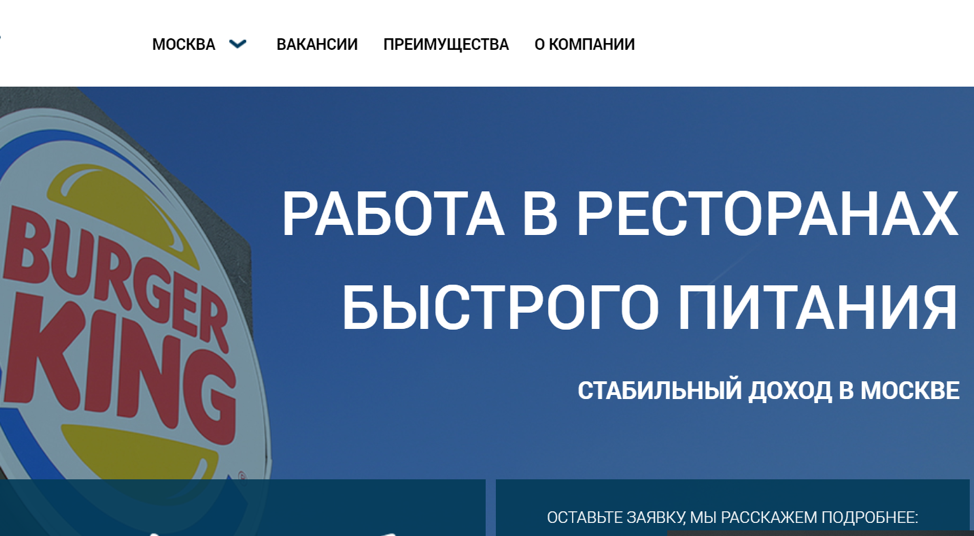 МОСКВА ВАКАНСИИ ПРЕИМУЩЕСТВА О КОМПАНИИ
РАБОТА В РЕСТОРАНАХ
БЫСТРОГО ПИТАНИЯ
СТАБИЛЬНЫЙ ДОХОД В МОСКВЕ
BURGER
KING
®
ОСТАВЬТЕ ЗАЯВКУ, МЫ РАССКАЖЕМ ПОДРОБНЕЕ: